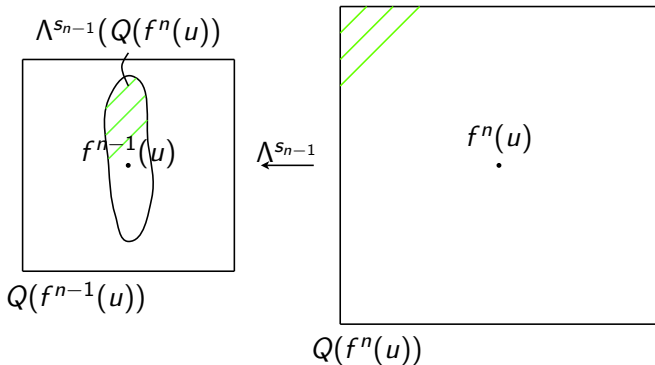 Λ^{s_{n−1}}(Q(f^n(u))
f^{n−1}(u)
Q(f^{n−1}(u))
Λ^{s_{n−1}}
f^n(u)
Q(f^n(u))